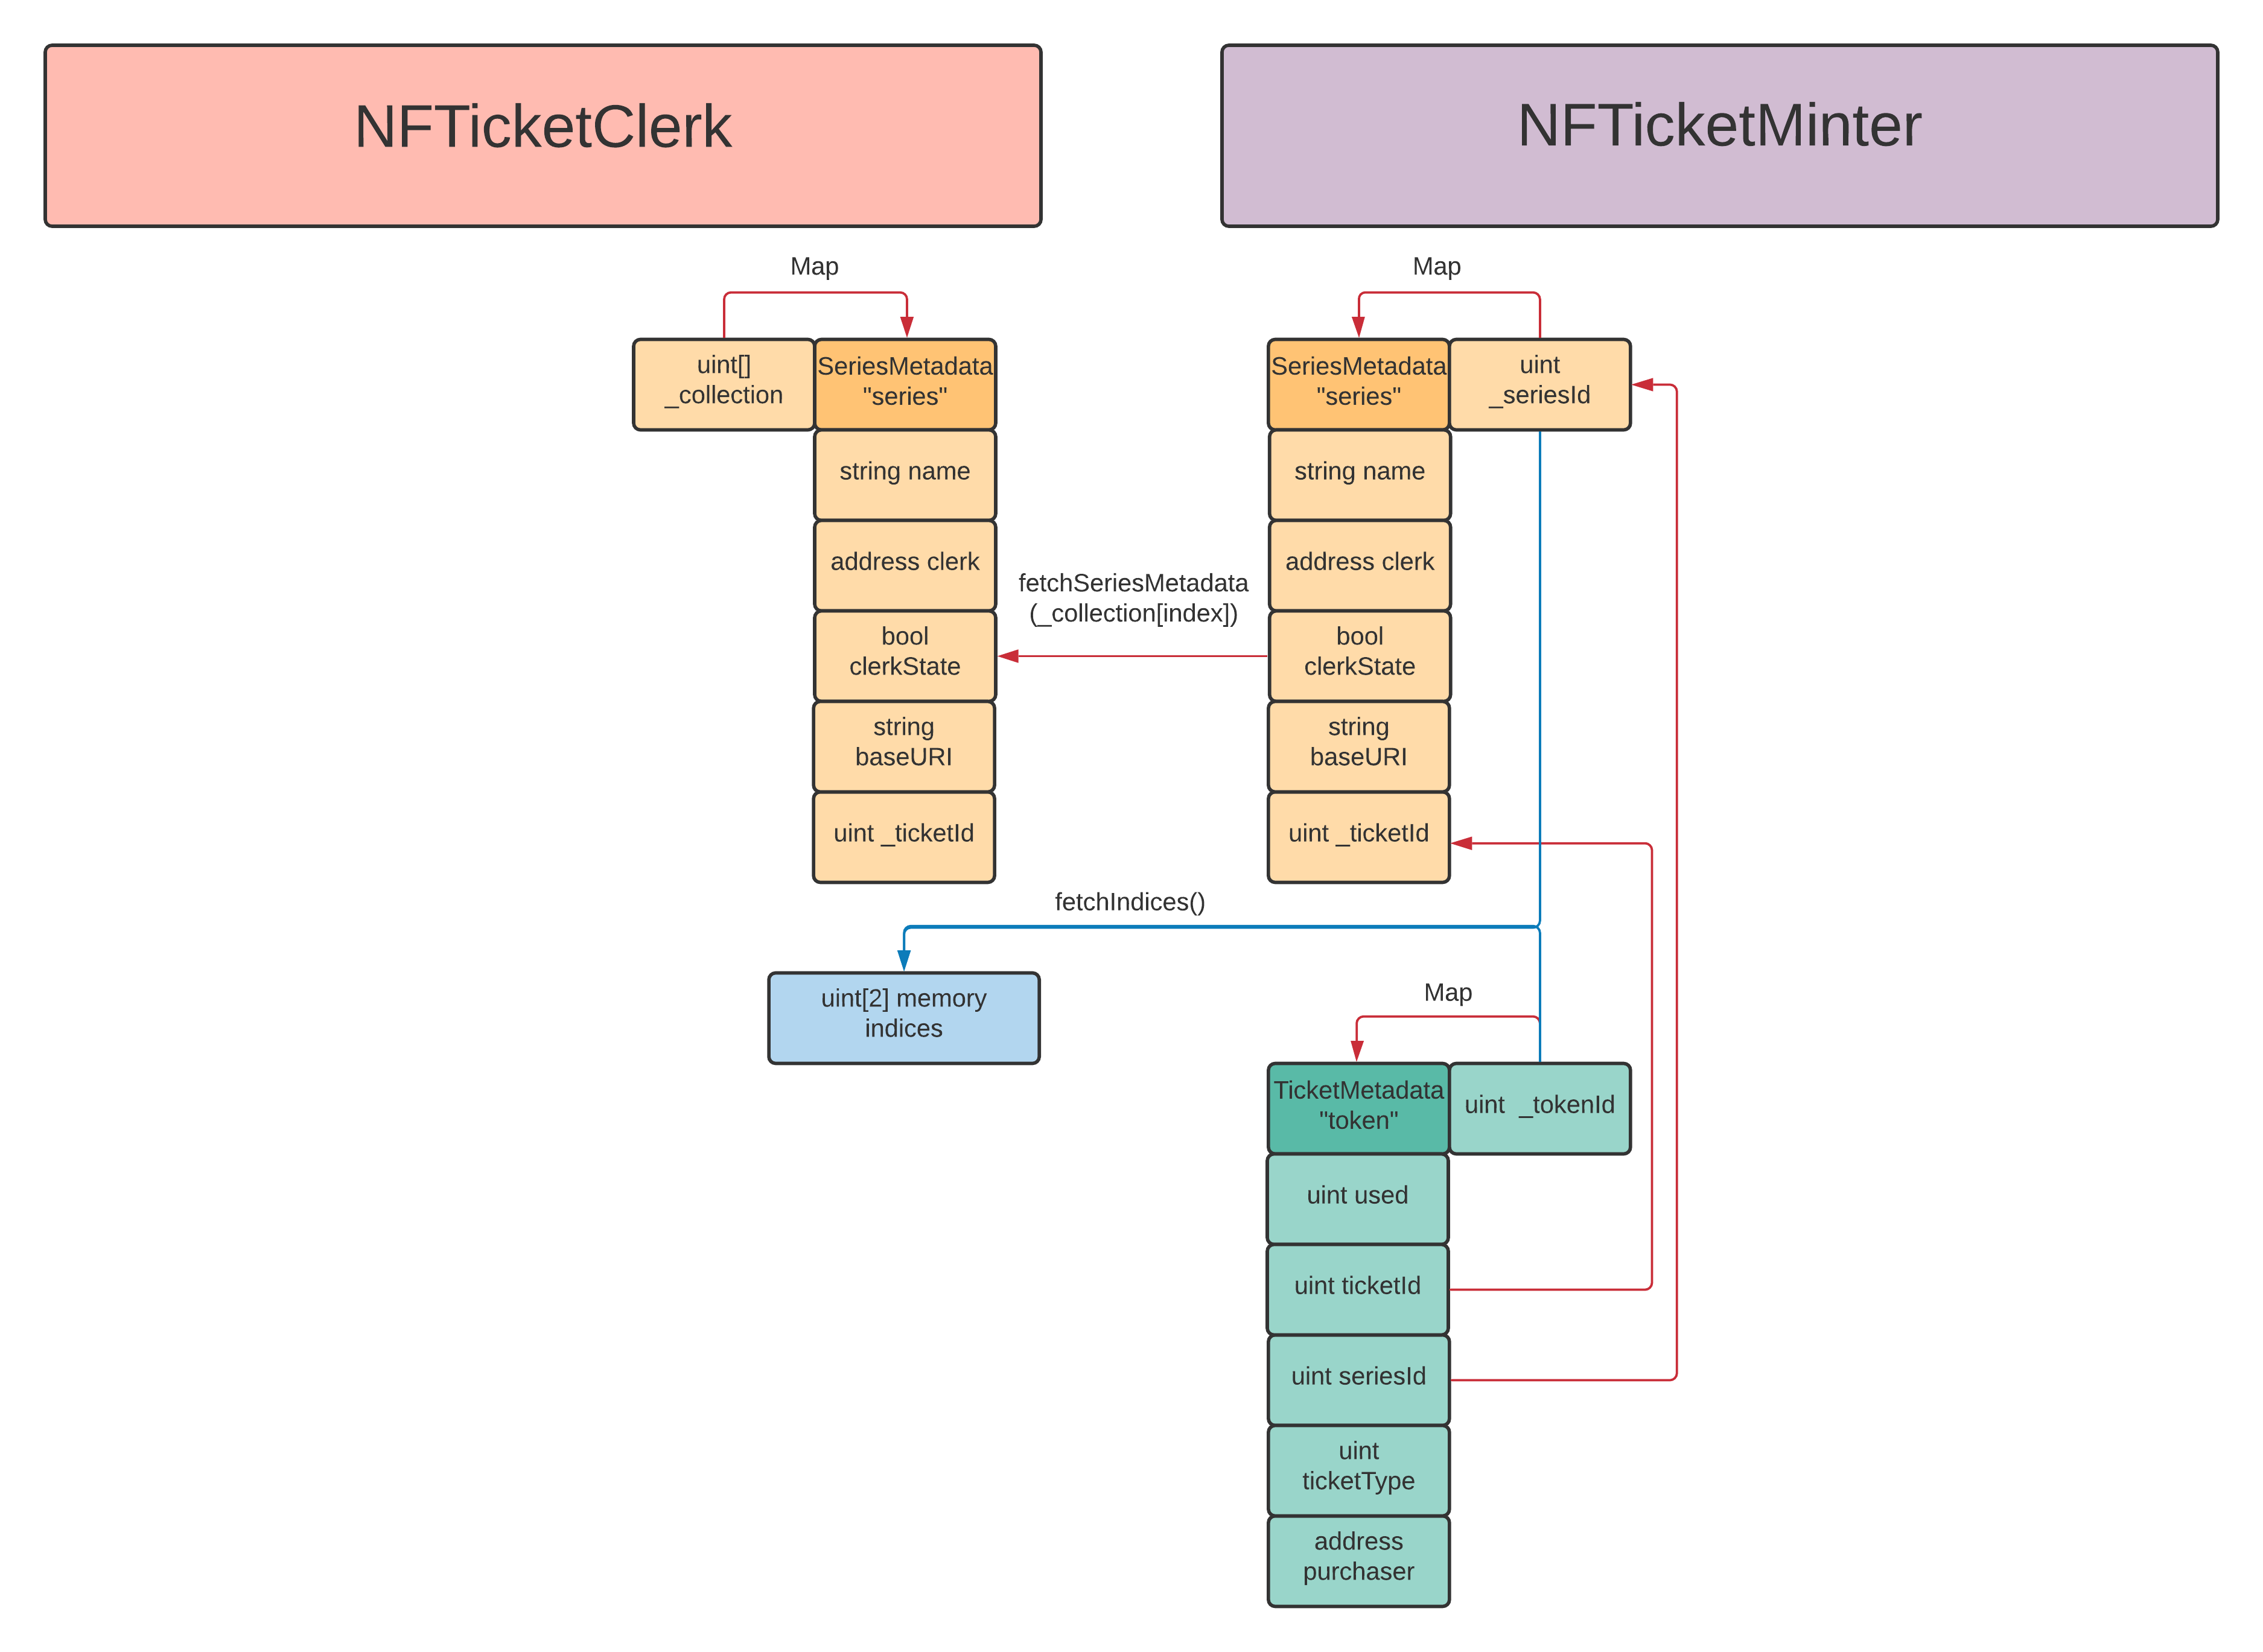 NFTicketClerk
NFTicketMinter
Map
uint[]
_collection
SeriesMetadata
"series"
string name
address clerk
bool
clerkState
string
baseURI
uint _ticketId
fetchSeriesMetadata
(_collection[index])
Map
SeriesMetadata
"series"
uint
_seriesId
string name
address clerk
bool
clerkState
string
baseURI
uint _ticketId
fetchIndices()
uint[2] memory
indices
Map
TicketMetadata
"token"
uint  _tokenId
uint used
uint ticketId
uint seriesId
uint
ticketType
address
purchaser